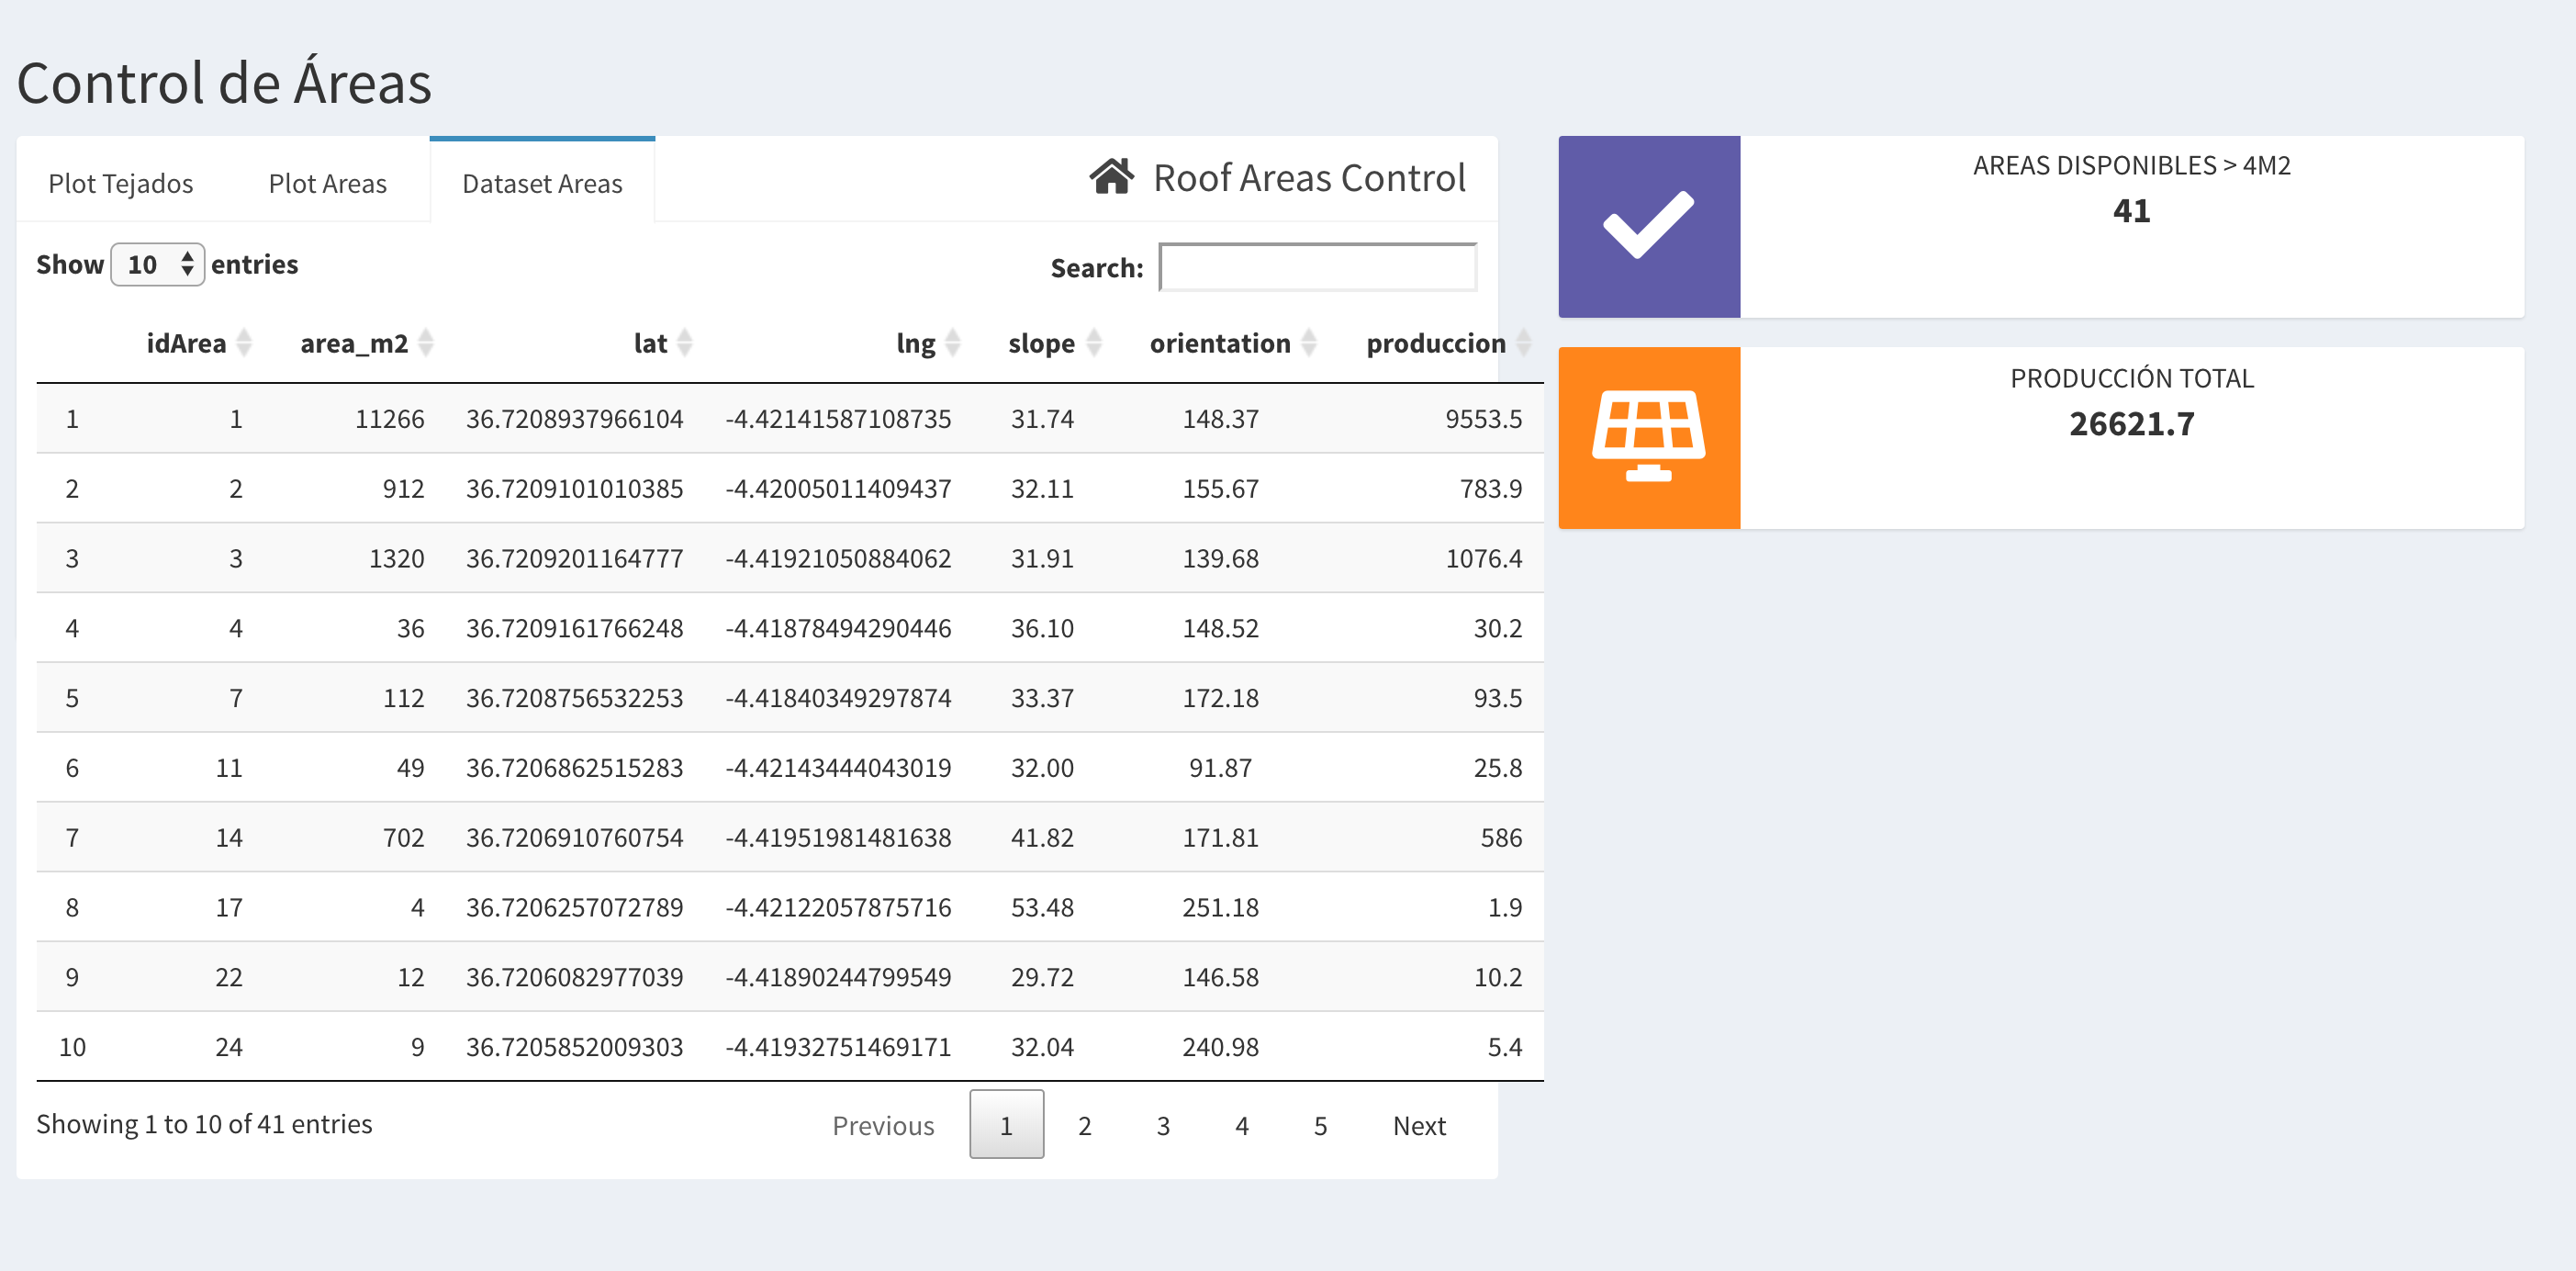 Control de Áreas
Plot Tejados Plot Areas Dataset Areas Roof Areas Control
Show 10 entries Search:
idArea area_m2 lat lng slope orientation produccion
1 1 11266 36.7208937966104 -4.42141587108735 31.74 148.37 9553.5
2 2 912 36.7209101010385 -4.42005011409437 32.11 155.67 783.9
3 3 1320 36.7209201164777 -4.41921050884062 31.91 139.68 1076.4
4 4 36 36.7209161766248 -4.41878494290446 36.10 148.52 30.2
5 7 112 36.7208756532253 -4.41840349297874 33.37 172.18 93.5
6 11 49 36.7206862515283 -4.42143444043019 32.00 91.87 25.8
7 14 702 36.7206910760754 -4.41951981481638 41.82 171.81 586
8 17 4 36.7206257072789 -4.42122057875716 53.48 251.18 1.9
9 22 12 36.7206082977039 -4.41890244799549 29.72 146.58 10.2
10 24 9 36.7205852009303 -4.41932751469171 32.04 240.98 5.4
Showing 1 to 10 of 41 entries Previous 1 2 3 4 5 Next
AREAS DISPONIBLES > 4M2
41
PRODUCCIÓN TOTAL
26621.7